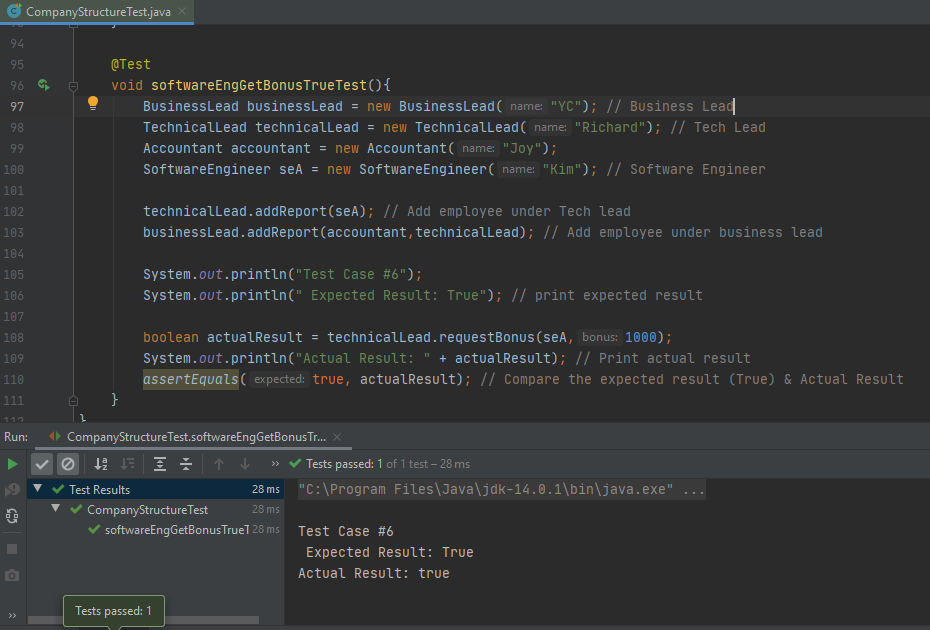 CompanyStructureTest.java
94
95 @Test
96 void softwareEngGetBonusTrueTest(){
97 BusinessLead businessLead = new BusinessLead( name: "YC"); // Business Lead
98 TechnicalLead technicalLead = new TechnicalLead( name: "Richard"); // Tech Lead
99 Accountant accountant = new Accountant( name: "Joy");
100 SoftwareEngineer seA = new SoftwareEngineer( name: "Kim"); // Software Engineer
101
102 technicalLead.addReport(seA); // Add employee under Tech lead
103 businessLead.addReport(accountant,technicalLead); // Add employee under business lead
104
105 System.out.println("Test Case #6");
106 System.out.println(" Expected Result: True"); // print expected result
107
108 boolean actualResult = technicalLead.requestBonus(seA, bonus: 1000);
109 System.out.println("Actual Result: " + actualResult); // Print actual result
110 assertEquals( expected: true, actualResult); // Compare the expected result (True) & Actual Result
111 }
}
Run: CompanyStructureTest.softwareEngGetBonusTr...
Tests passed: 1 of 1 test – 28 ms
Test Results 28 ms
CompanyStructureTest 28 ms
softwareEngGetBonusTrueT 28 ms
"C:\Program Files\Java\jdk-14.0.1\bin\java.exe" ...
Test Case #6
Expected Result: True
Actual Result: true
Tests passed: 1